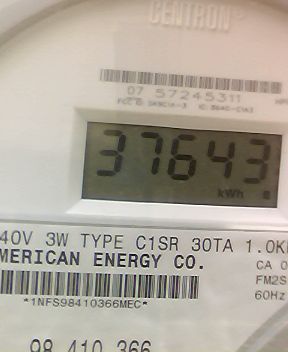 CENTRON®
07 57245311
37643
kWh
40V 3W TYPE C1SR 30TA 1.0K
MERICAN ENERGY CO.
CA 0
FM2S
60Hz
*1NFS98410366MEC*
98 410 366